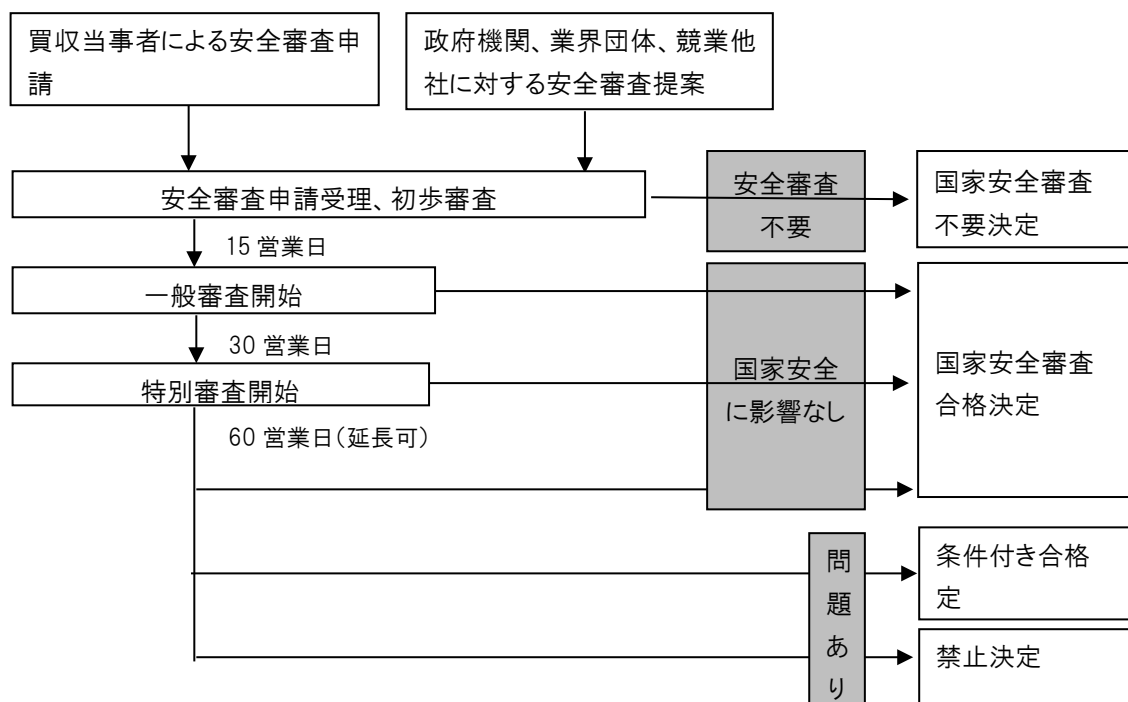 買収当事者による安全審査申
請
政府機関、業界団体、競業他
社に対する安全審査提案
安全審査申請受理、初歩審査
安全審査
不要
国家安全審査
不要決定
15 営業日
一般審査開始
30 営業日
特別審査開始
60 営業日(延長可)
国家安全
に影響なし
国家安全審査
合格決定
問
題
あ
り
条件付き合格
定
禁止決定